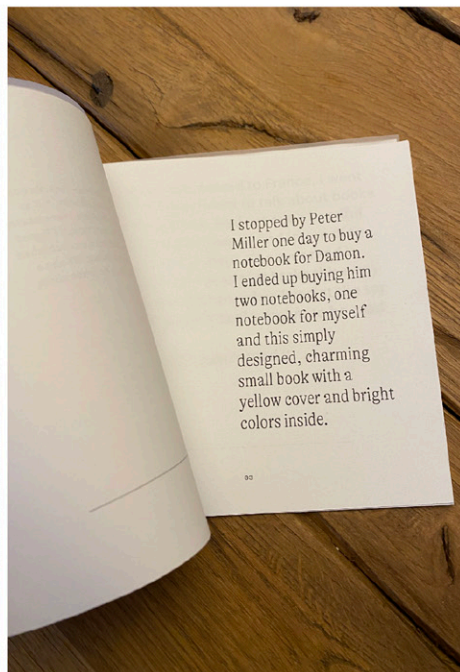 I stopped by Peter
Miller one day to buy a
notebook for Damon.
I ended up buying him
two notebooks, one
notebook for myself
and this simply
designed, charming
small book with a
yellow cover and bright
colors inside.